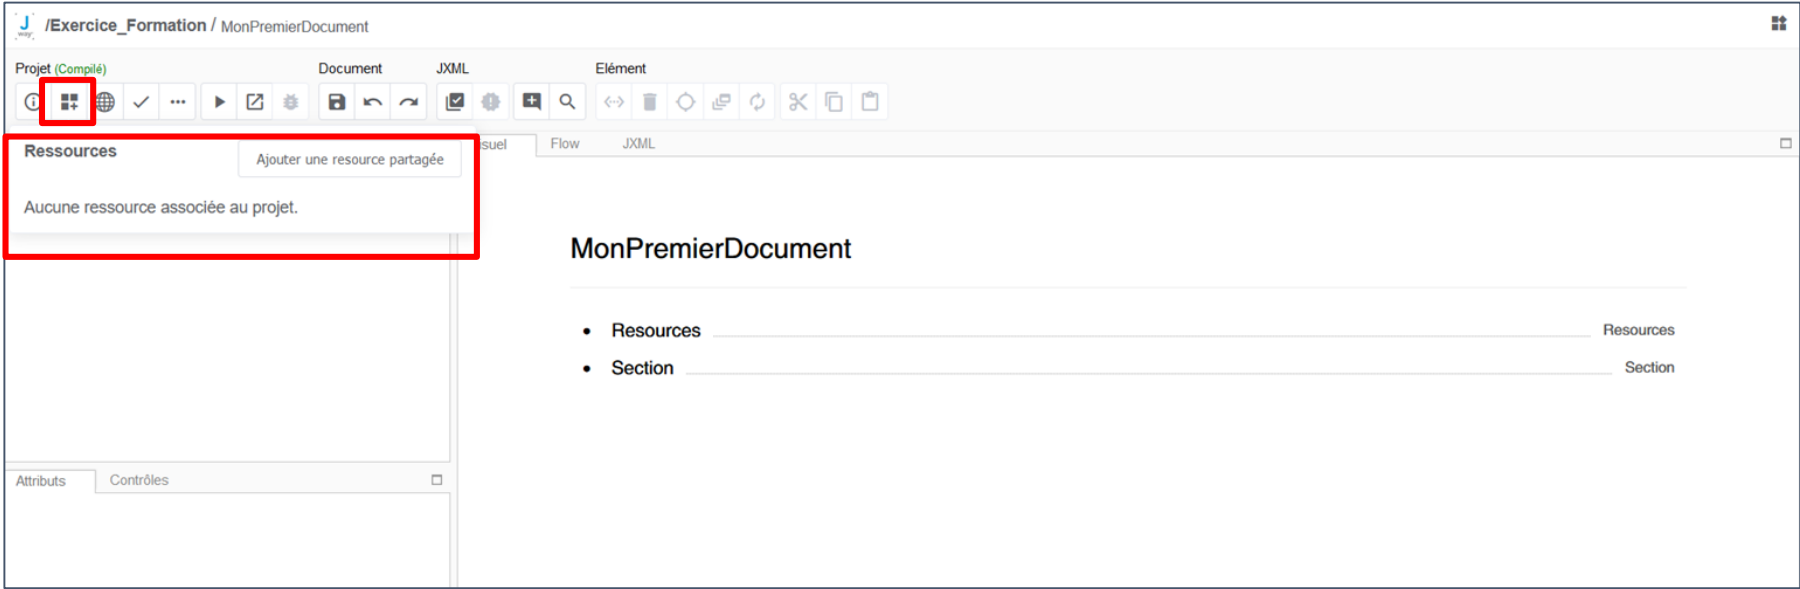 J way /Exercice_Formation / MonPremierDocument
Projet (Compilé) Document JXML Elément
Ressources Ajouter une resource partagée
suel Flow JXML
Aucune ressource associée au projet.
MonPremierDocument
• Resources Resources
• Section Section
Attributs Contrôles